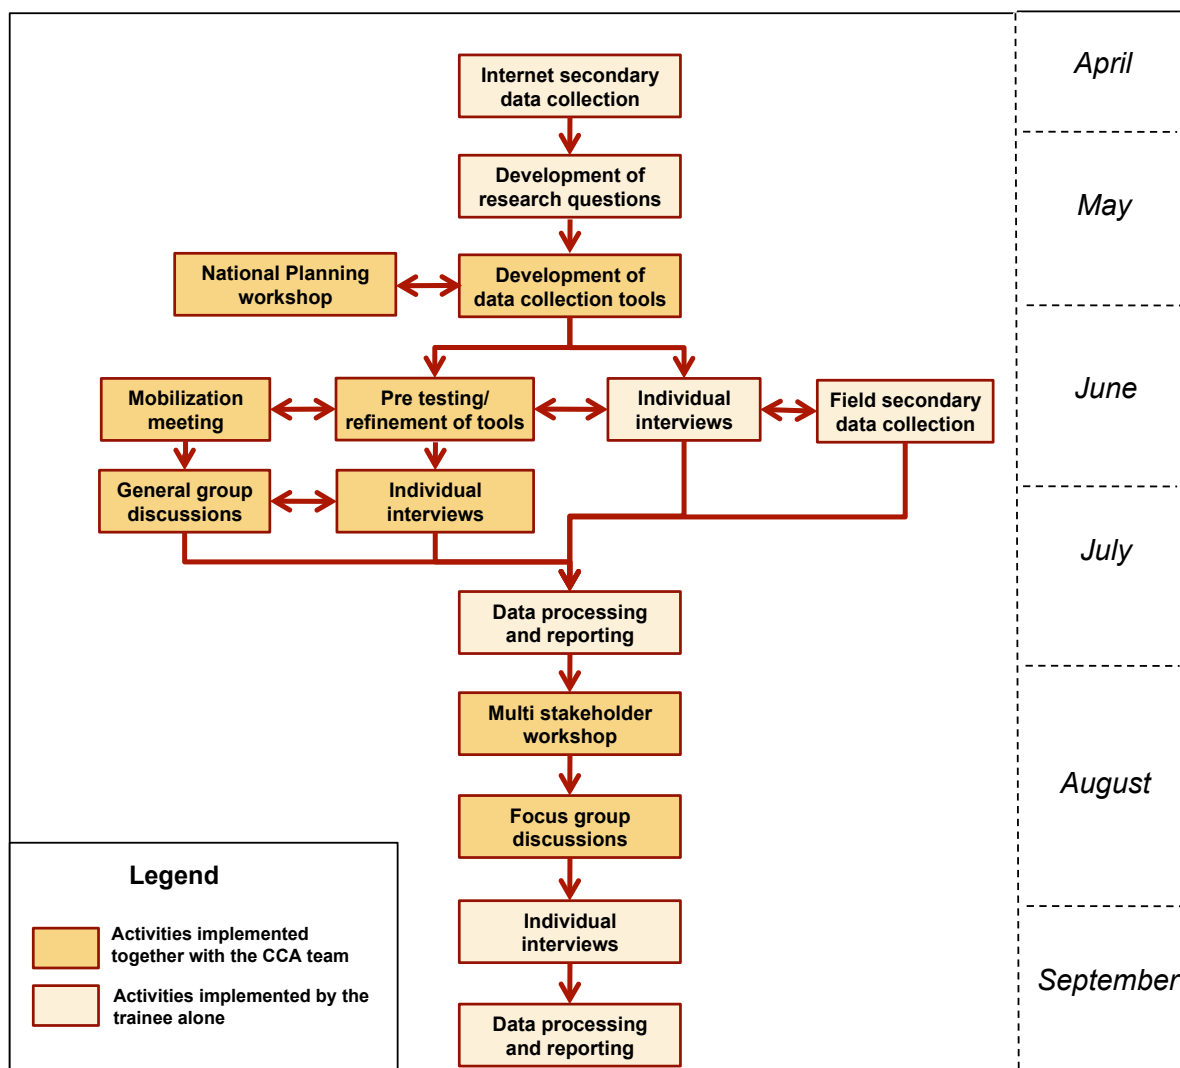 Internet secondary
data collection
April
Development of
research questions
May
National Planning
workshop
Development of
data collection tools
Mobilization
meeting
Pre testing/
refinement of tools
Individual
interviews
Field secondary
data collection
June
General group
discussions
Individual
interviews
July
Data processing
and reporting
Multi stakeholder
workshop
August
Focus group
discussions
Individual
interviews
September
Data processing
and reporting
Legend
Activities implemented
together with the CCA team
Activities implemented by the
trainee alone